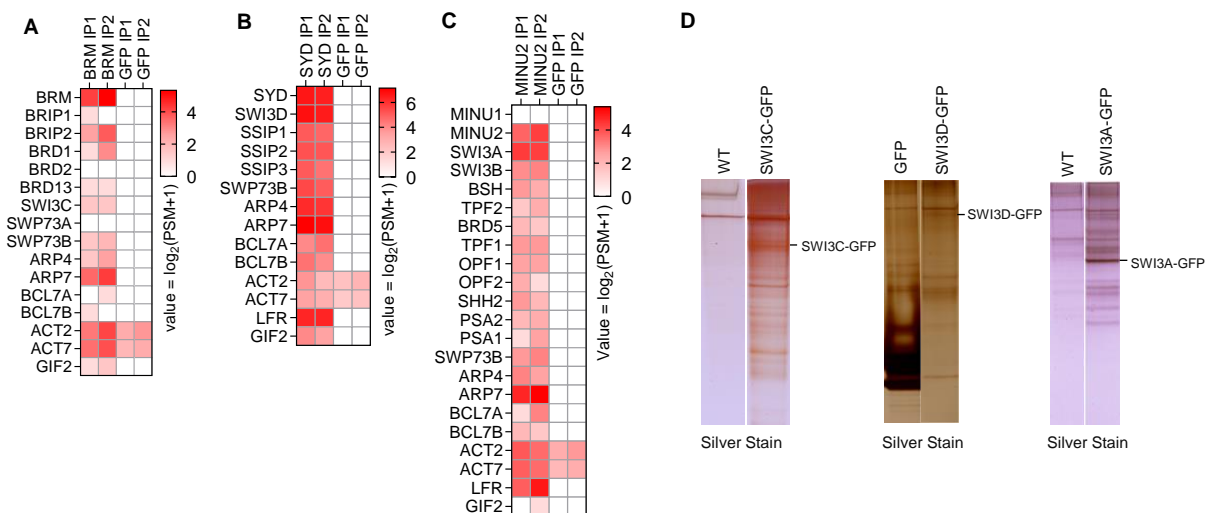 A
BRM IP1
BRM IP2
GFP IP1
GFP IP2
BRM
BRIP1
BRIP2
BRD1
BRD2
BRD13
SWI3C
SWP73A
SWP73B
ARP4
ARP7
BCL7A
BCL7B
ACT2
ACT7
GIF2
4
3
2
1
0
value = log2(PSM+1)
B
SYD IP1
SYD IP2
GFP IP1
GFP IP2
SYD
SWI3D
SSIP1
SSIP2
SSIP3
SWP73B
ARP4
ARP7
BCL7A
BCL7B
ACT2
ACT7
LFR
GIF2
6
4
2
0
value = log2(PSM+1)
C
MINU2 IP1
MINU2 IP2
GFP IP1
GFP IP2
MINU1
MINU2
SWI3A
SWI3B
BSH
TPF2
BRD5
TPF1
OPF1
OPF2
SHH2
PSA2
PSA1
SWP73B
ARP4
ARP7
BCL7A
BCL7B
ACT2
ACT7
LFR
GIF2
4
2
0
Value = log2(PSM+1)
D
WT
SWI3C-GFP
SWI3C-GFP
Silver Stain
GFP
SWI3D-GFP
SWI3D-GFP
Silver Stain
WT
SWI3A-GFP
SWI3A-GFP
Silver Stain